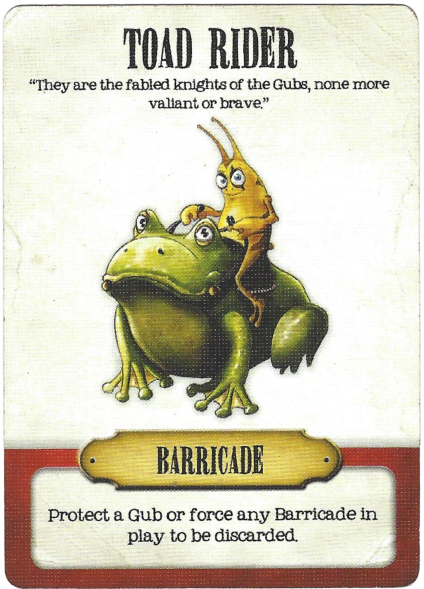 TOAD RIDER
“They are the fabled knights of the Gubs, none more
valiant or brave.”
BARRICADE
Protect a Gub or force any Barricade in
play to be discarded.